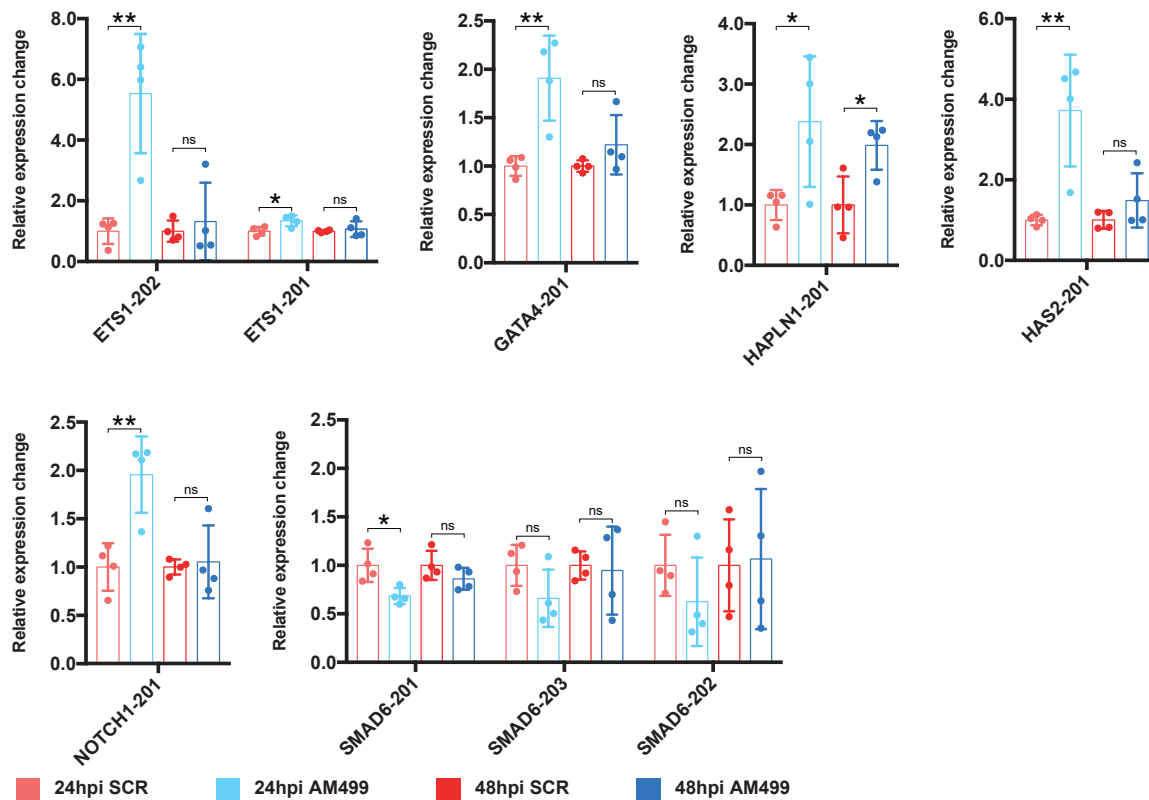 Relative expression change
8.0
6.0
4.0
2.0
0.0
**
ns
*
ns
ETS1-202
ETS1-201
Relative expression change
2.5
2.0
1.5
1.0
0.5
0.0
**
ns
GATA4-201
Relative expression change
4.0
3.0
2.0
1.0
0.0
*
*
HAPLN1-201
Relative expression change
6.0
4.0
2.0
0.0
**
ns
HAS2-201
Relative expression change
2.5
2.0
1.5
1.0
0.5
0.0
**
ns
NOTCH1-201
Relative expression change
2.5
2.0
1.5
1.0
0.5
0.0
*
ns
ns
ns
ns
ns
SMAD6-201
SMAD6-203
SMAD6-202
24hpi SCR
24hpi AM499
48hpi SCR
48hpi AM499